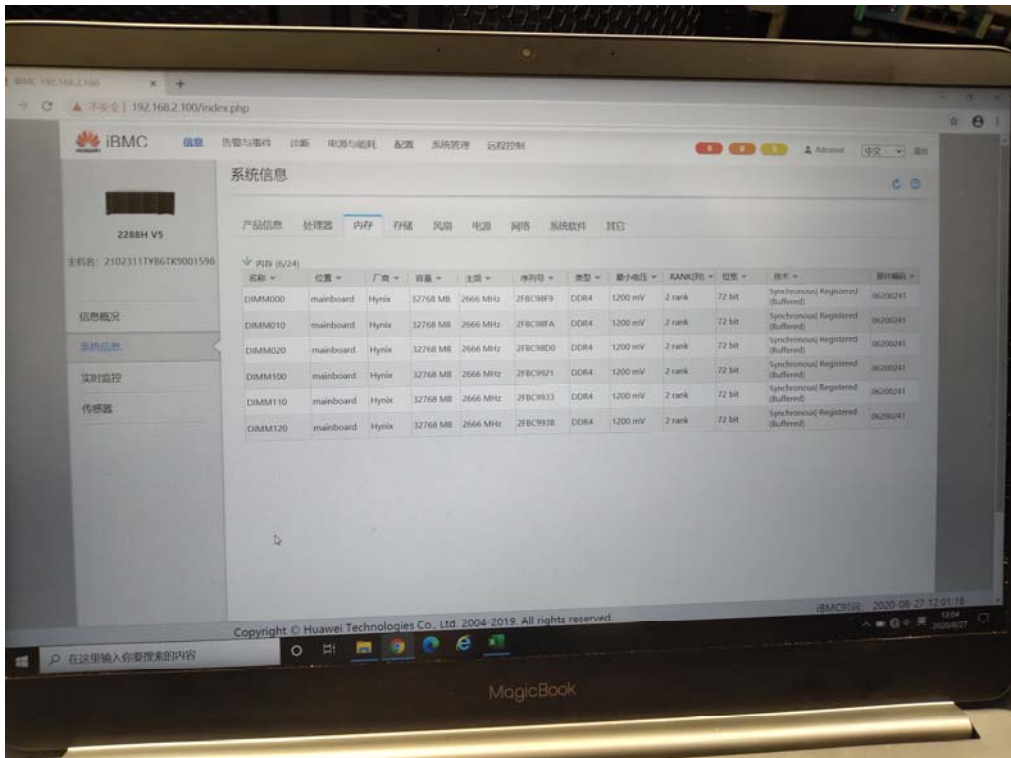 iBMC 192.168.2.100 × +
不安全 | 192.168.2.100/index.php
HUAWEI iBMC 信息 告警与事件 诊断 电源与能耗 配置 系统管理 远程控制 0 0 0 中文
系统信息
2288H V5
主机名: 2102311TYB6TK9001598
信息概况
系统信息
实时监控
传感器
产品信息 处理器 内存 存储 风扇 电源 网络 系统软件 其它
内存 (6/24)
名称 位置 厂商 容量 主频 序列号 类型 最小电压 RANK(列) 位宽 技术 部件编码
DIMM000 mainboard Hynix 32768 MB 2666 MHz 2FBC98F9 DDR4 1200 mV 2 rank 72 bit Synchronous| Registered (Buffered) 06200241
DIMM010 mainboard Hynix 32768 MB 2666 MHz 2FBC98FA DDR4 1200 mV 2 rank 72 bit Synchronous| Registered (Buffered) 06200241
DIMM020 mainboard Hynix 32768 MB 2666 MHz 2FBC98D0 DDR4 1200 mV 2 rank 72 bit Synchronous| Registered (Buffered) 06200241
DIMM100 mainboard Hynix 32768 MB 2666 MHz 2FBC9921 DDR4 1200 mV 2 rank 72 bit Synchronous| Registered (Buffered) 06200241
DIMM110 mainboard Hynix 32768 MB 2666 MHz 2FBC9933 DDR4 1200 mV 2 rank 72 bit Synchronous| Registered (Buffered) 06200241
DIMM120 mainboard Hynix 32768 MB 2666 MHz 2FBC9938 DDR4 1200 mV 2 rank 72 bit Synchronous| Registered (Buffered) 06200241
iBMC时间: 2020-06-27 12:01:18
Copyright © Huawei Technologies Co., Ltd. 2004-2019. All rights reserved.
在这里输入你要搜索的内容
英 12:04
2020/6/27
MagicBook